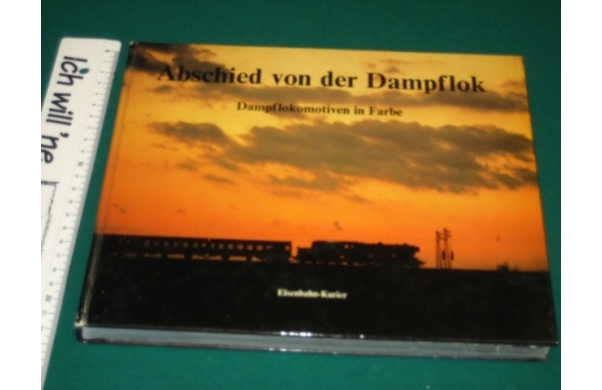 Abschied von der Dampflok
Dampflokomotiven in Farbe
Eisenbahn-Kurier
Ich will 'ne